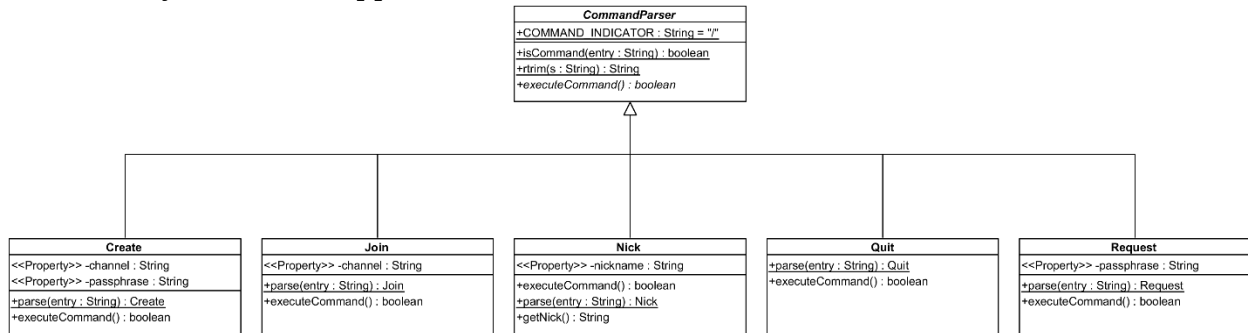 CommandParser
+COMMAND_INDICATOR : String = "/"
+isCommand(entry : String) : boolean
+rtrim(s : String) : String
+executeCommand() : boolean
Create
<<Property>> -channel : String
<<Property>> -passphrase : String
+parse(entry : String) : Create
+executeCommand() : boolean
Join
<<Property>> -channel : String
+parse(entry : String) : Join
+executeCommand() : boolean
Nick
<<Property>> -nickname : String
+executeCommand() : boolean
+parse(entry : String) : Nick
+getNick() : String
Quit
+parse(entry : String) : Quit
+executeCommand() : boolean
Request
<<Property>> -passphrase : String
+parse(entry : String) : Request
+executeCommand() : boolean